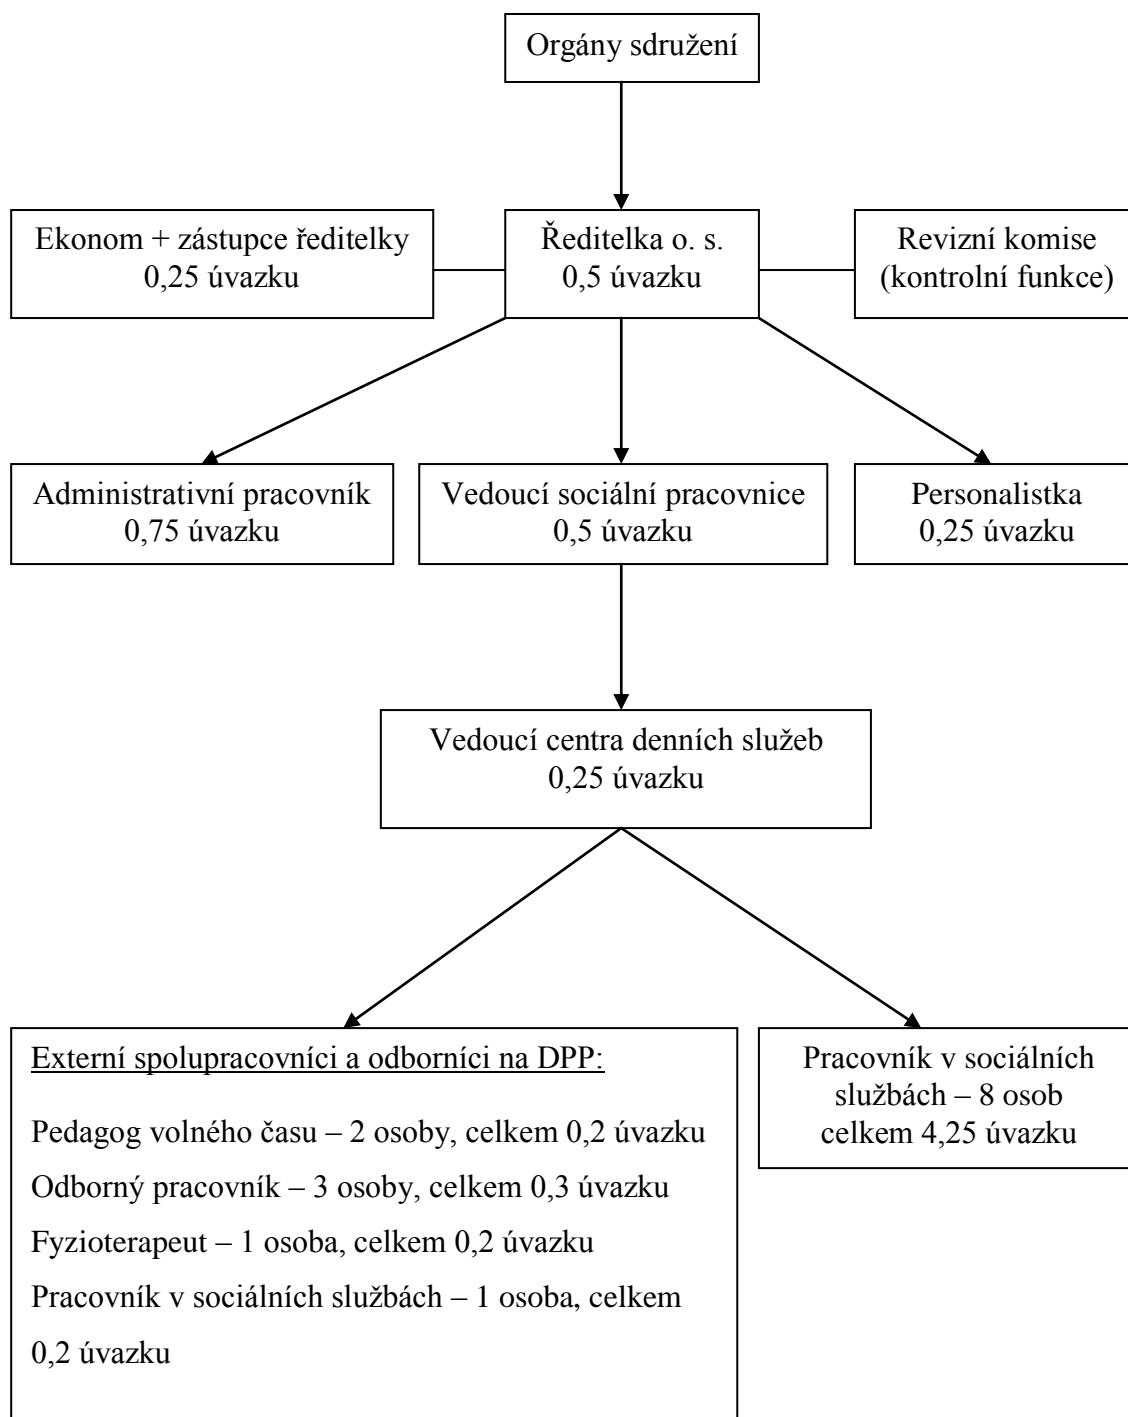 Orgány sdružení
Ekonom + zástupce ředitelky
0,25 úvazku
Ředitelka o. s.
0,5 úvazku
Revizní komise
(kontrolní funkce)
Administrativní pracovník
0,75 úvazku
Vedoucí sociální pracovnice
0,5 úvazku
Personalistka
0,25 úvazku
Vedoucí centra denních služeb
0,25 úvazku
Externí spolupracovníci a odborníci na DPP:
Pedagog volného času – 2 osoby, celkem 0,2 úvazku
Odborný pracovník – 3 osoby, celkem 0,3 úvazku
Fyzioterapeut – 1 osoba, celkem 0,2 úvazku
Pracovník v sociálních službách – 1 osoba, celkem
0,2 úvazku
Pracovník v sociálních
službách – 8 osob
celkem 4,25 úvazku